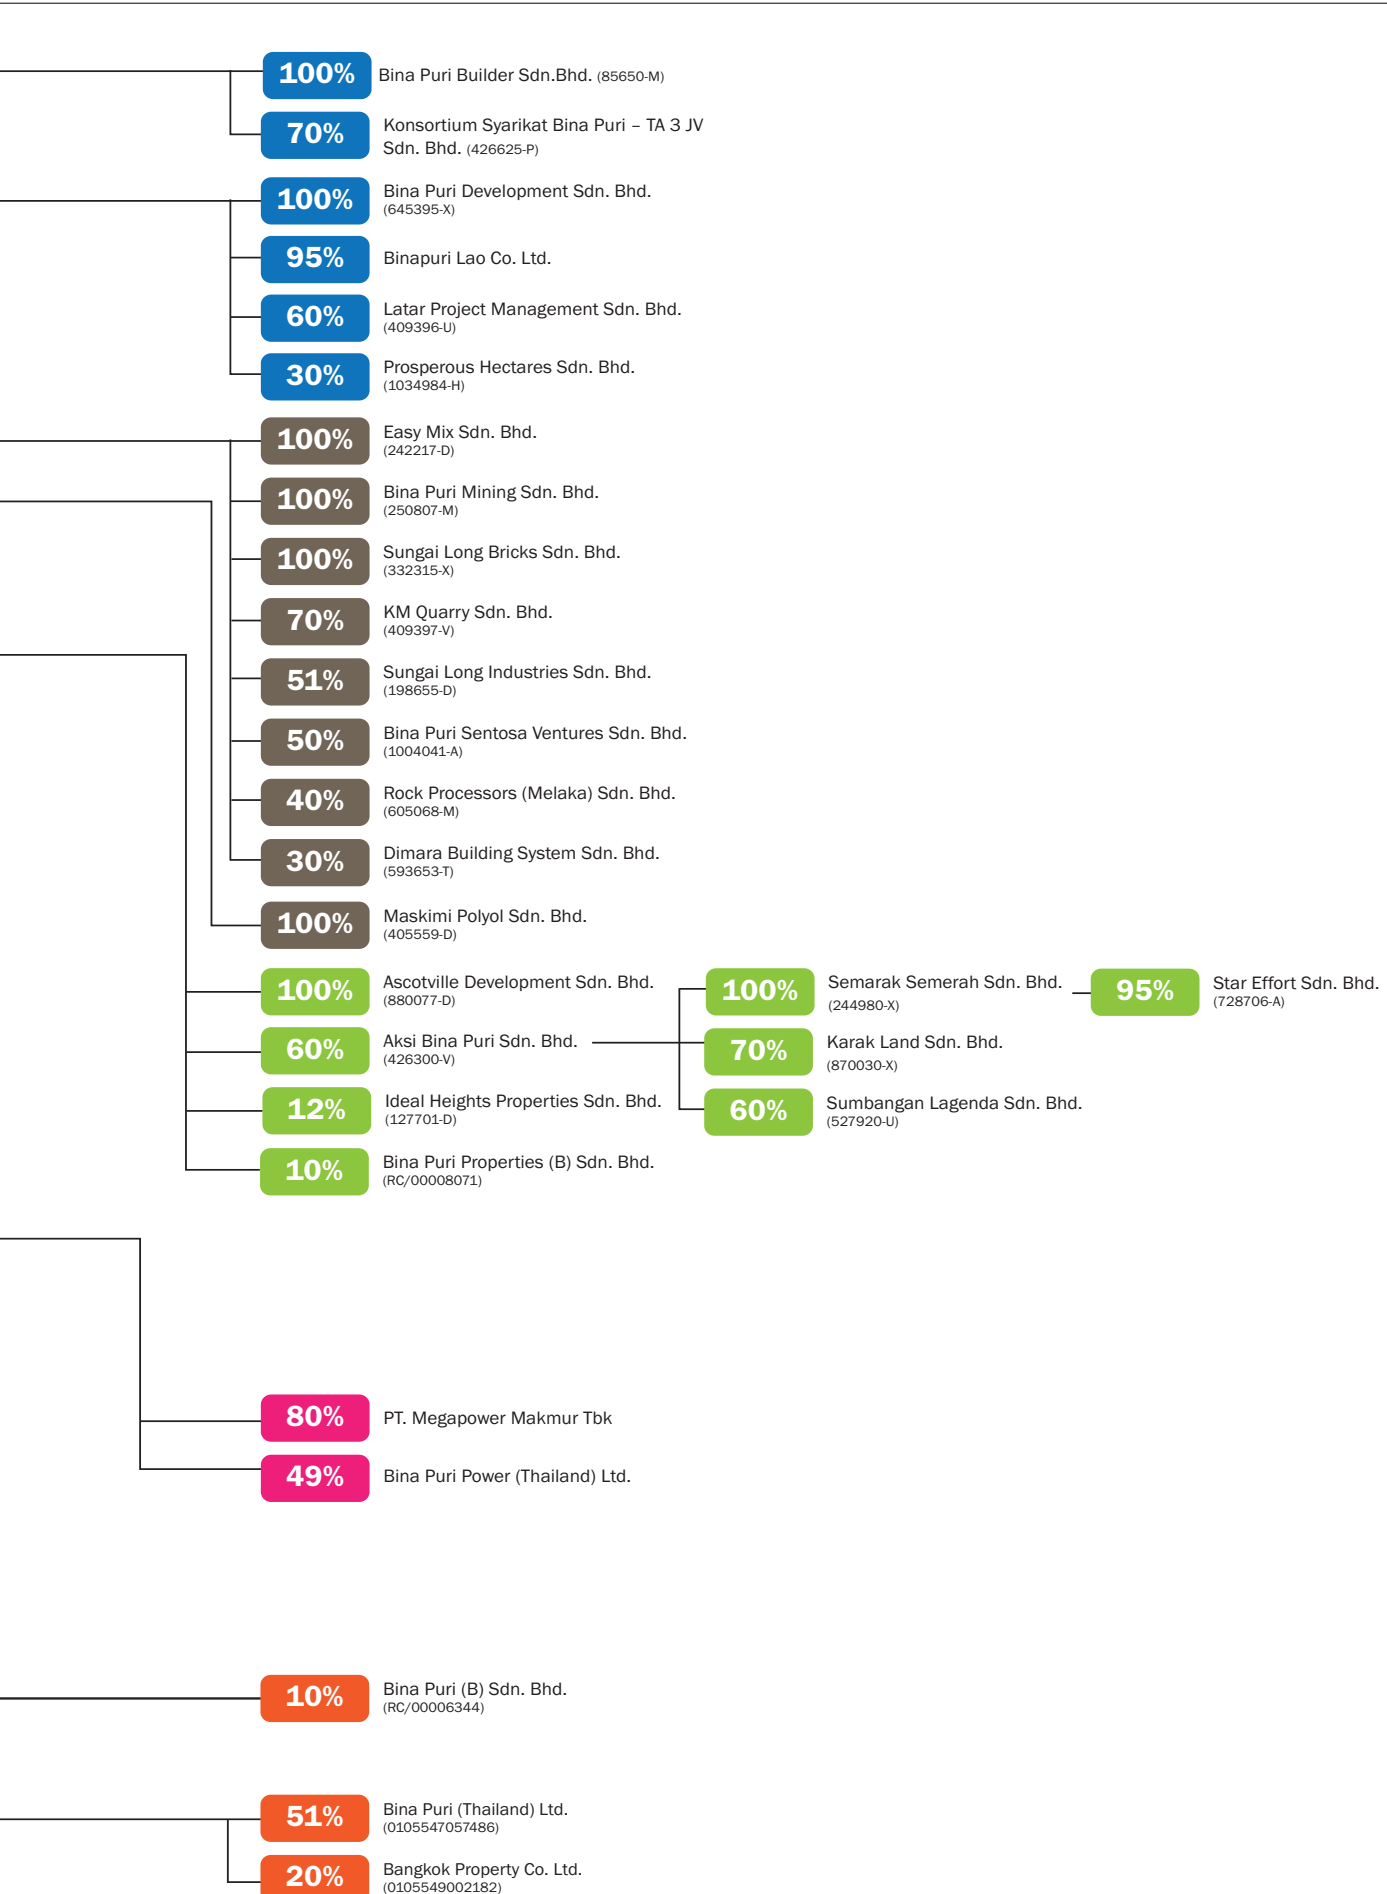 100% Bina Puri Builder Sdn.Bhd. (85650-M)
70% Konsortium Syarikat Bina Puri – TA 3 JV
Sdn. Bhd. (426625-P)
100% Bina Puri Development Sdn. Bhd.
(645395-X)
95% Binapuri Lao Co. Ltd.
60% Latar Project Management Sdn. Bhd.
(409396-U)
30% Prosperous Hectares Sdn. Bhd.
(1034984-H)
100% Easy Mix Sdn. Bhd.
(242217-D)
100% Bina Puri Mining Sdn. Bhd.
(250807-M)
100% Sungai Long Bricks Sdn. Bhd.
(332315-X)
70% KM Quarry Sdn. Bhd.
(409397-V)
51% Sungai Long Industries Sdn. Bhd.
(198655-D)
50% Bina Puri Sentosa Ventures Sdn. Bhd.
(1004041-A)
40% Rock Processors (Melaka) Sdn. Bhd.
(605068-M)
30% Dimara Building System Sdn. Bhd.
(593653-T)
100% Maskimi Polyol Sdn. Bhd.
(405559-D)
100% Ascotville Development Sdn. Bhd.
(880077-D)
100% Semarak Semerah Sdn. Bhd.
(244980-X)
95% Star Effort Sdn. Bhd.
(728706-A)
60% Aksi Bina Puri Sdn. Bhd.
(426300-V)
70% Karak Land Sdn. Bhd.
(870030-X)
12% Ideal Heights Properties Sdn. Bhd.
(127701-D)
60% Sumbangan Lagenda Sdn. Bhd.
(527920-U)
10% Bina Puri Properties (B) Sdn. Bhd.
(RC/00008071)
80% PT. Megapower Makmur Tbk
49% Bina Puri Power (Thailand) Ltd.
10% Bina Puri (B) Sdn. Bhd.
(RC/00006344)
51% Bina Puri (Thailand) Ltd.
(0105547057486)
20% Bangkok Property Co. Ltd.
(0105549002182)